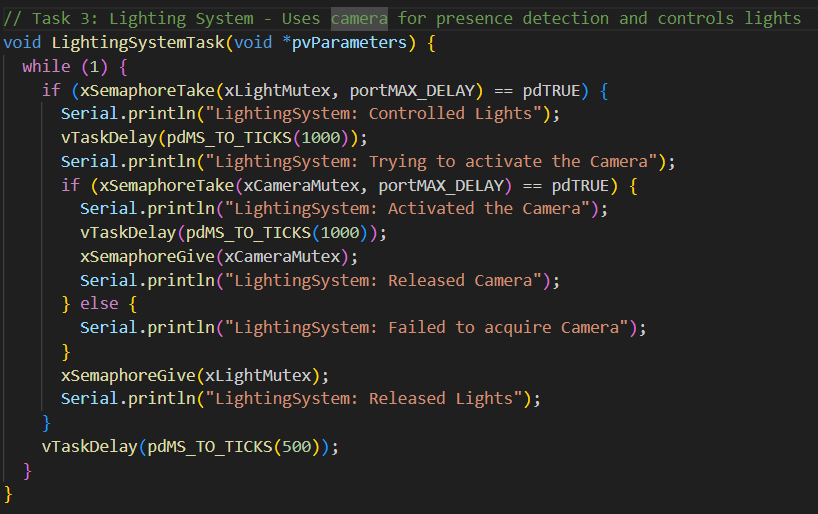 // Task 3: Lighting System - Uses camera for presence detection and controls lights
void LightingSystemTask(void *pvParameters) {
  while (1) {
    if (xSemaphoreTake(xLightMutex, portMAX_DELAY) == pdTRUE) {
      Serial.println("LightingSystem: Controlled Lights");
      vTaskDelay(pdMS_TO_TICKS(1000));
      Serial.println("LightingSystem: Trying to activate the Camera");
      if (xSemaphoreTake(xCameraMutex, portMAX_DELAY) == pdTRUE) {
        Serial.println("LightingSystem: Activated the Camera");
        vTaskDelay(pdMS_TO_TICKS(1000));
        xSemaphoreGive(xCameraMutex);
        Serial.println("LightingSystem: Released Camera");
      } else {
        Serial.println("LightingSystem: Failed to acquire Camera");
      }
      xSemaphoreGive(xLightMutex);
      Serial.println("LightingSystem: Released Lights");
    }
    vTaskDelay(pdMS_TO_TICKS(500));
  }
}